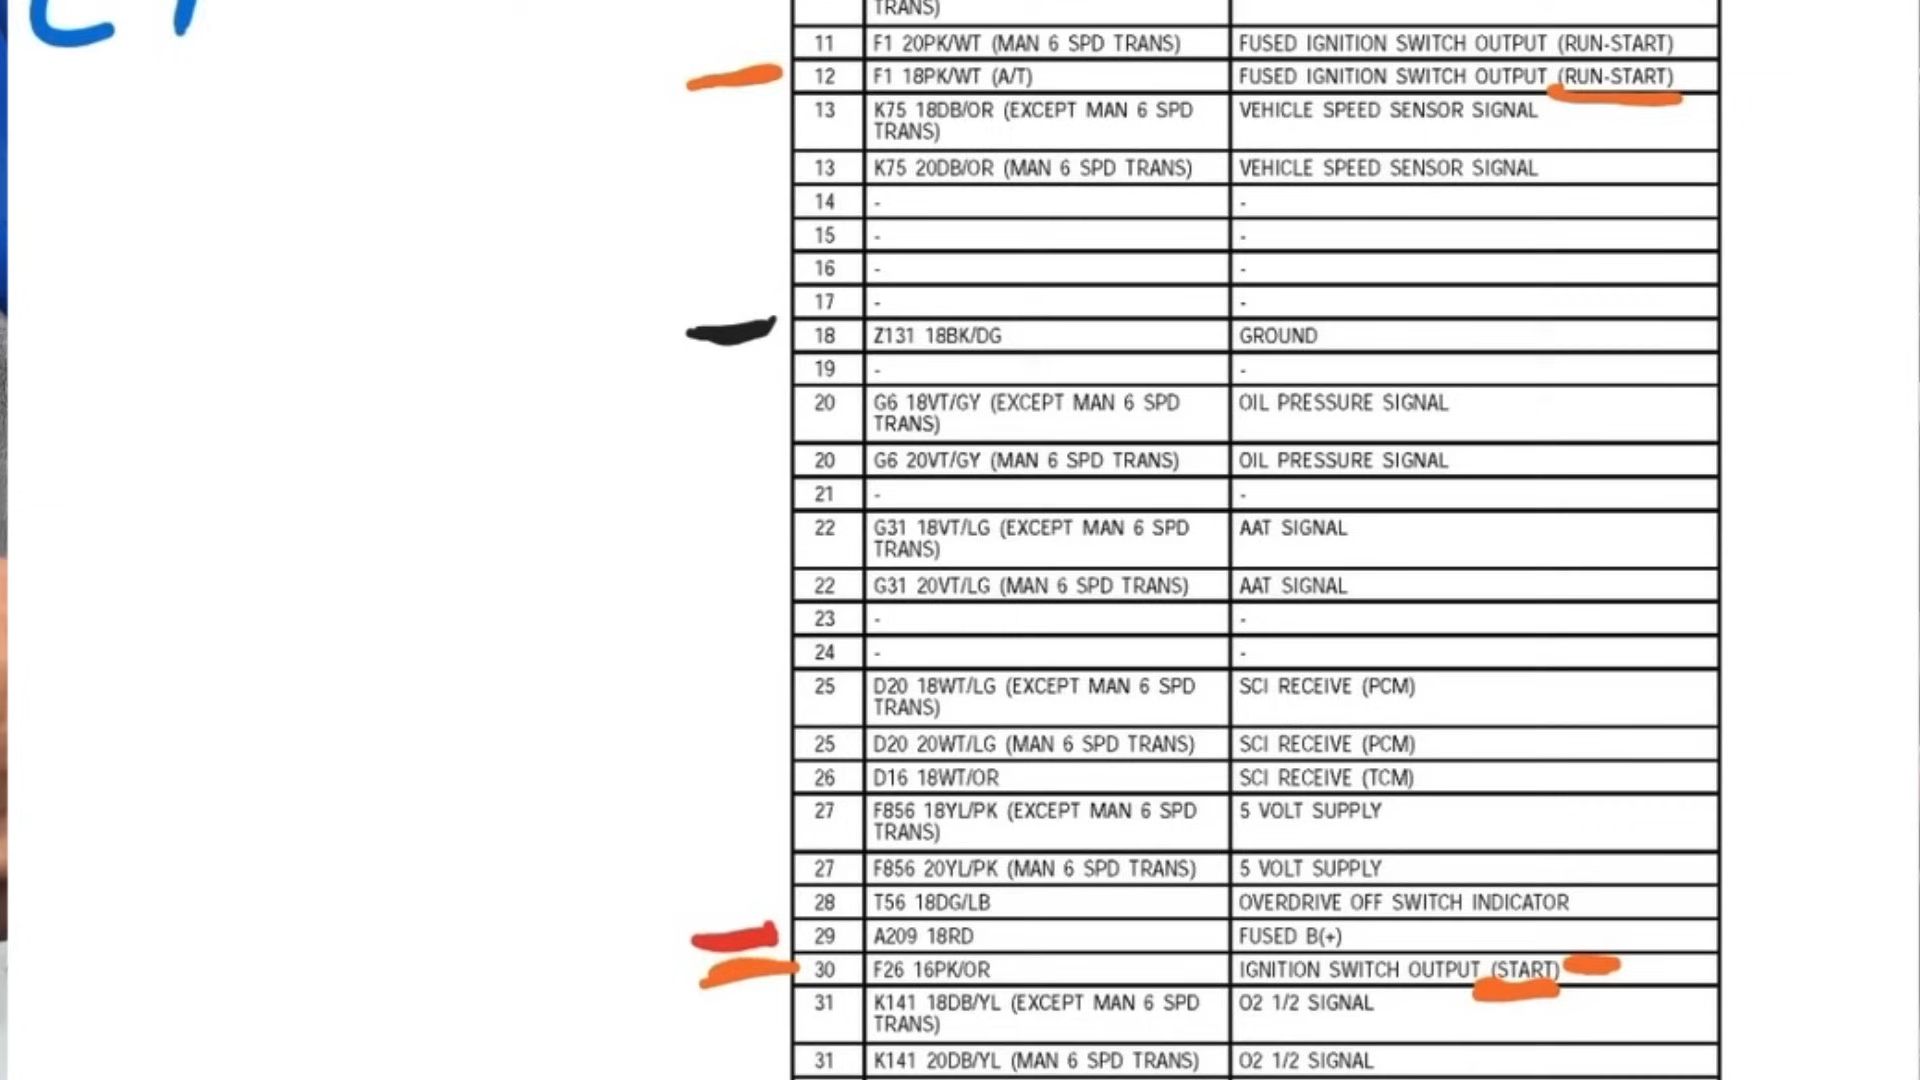 TRANS)
11 F1 20PK/WT (MAN 6 SPD TRANS) FUSED IGNITION SWITCH OUTPUT (RUN-START)
12 F1 18PK/WT (A/T) FUSED IGNITION SWITCH OUTPUT (RUN-START)
13 K75 18DB/OR (EXCEPT MAN 6 SPD VEHICLE SPEED SENSOR SIGNAL
TRANS)
13 K75 20DB/OR (MAN 6 SPD TRANS) VEHICLE SPEED SENSOR SIGNAL
14 - -
15 - -
16 - -
17 - -
18 Z131 18BK/DG GROUND
19 - -
20 G6 18VT/GY (EXCEPT MAN 6 SPD OIL PRESSURE SIGNAL
TRANS)
20 G6 20VT/GY (MAN 6 SPD TRANS) OIL PRESSURE SIGNAL
21 - -
22 G31 18VT/LG (EXCEPT MAN 6 SPD AAT SIGNAL
TRANS)
22 G31 20VT/LG (MAN 6 SPD TRANS) AAT SIGNAL
23 - -
24 - -
25 D20 18WT/LG (EXCEPT MAN 6 SPD SCI RECEIVE (PCM)
TRANS)
25 D20 20WT/LG (MAN 6 SPD TRANS) SCI RECEIVE (PCM)
26 D16 18WT/OR SCI RECEIVE (TCM)
27 F856 18YL/PK (EXCEPT MAN 6 SPD 5 VOLT SUPPLY
TRANS)
27 F856 20YL/PK (MAN 6 SPD TRANS) 5 VOLT SUPPLY
28 T56 18DG/LB OVERDRIVE OFF SWITCH INDICATOR
29 A209 18RD FUSED B(+)
30 F26 16PK/OR IGNITION SWITCH OUTPUT (START)
31 K141 18DB/YL (EXCEPT MAN 6 SPD O2 1/2 SIGNAL
TRANS)
31 K141 20DB/YL (MAN 6 SPD TRANS) O2 1/2 SIGNAL